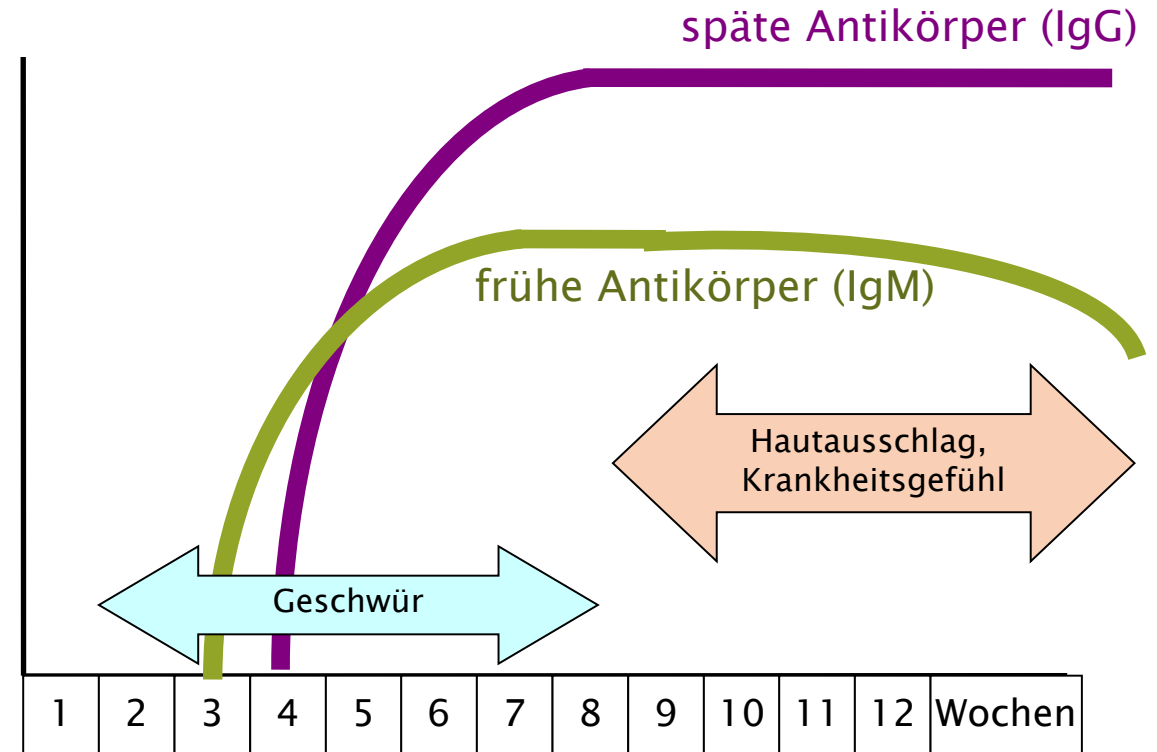 späte Antikörper (IgG)
frühe Antikörper (IgM)
Hautausschlag,
Krankheitsgefühl
Geschwür
1 2 3 4 5 6 7 8 9 10 11 12 Wochen